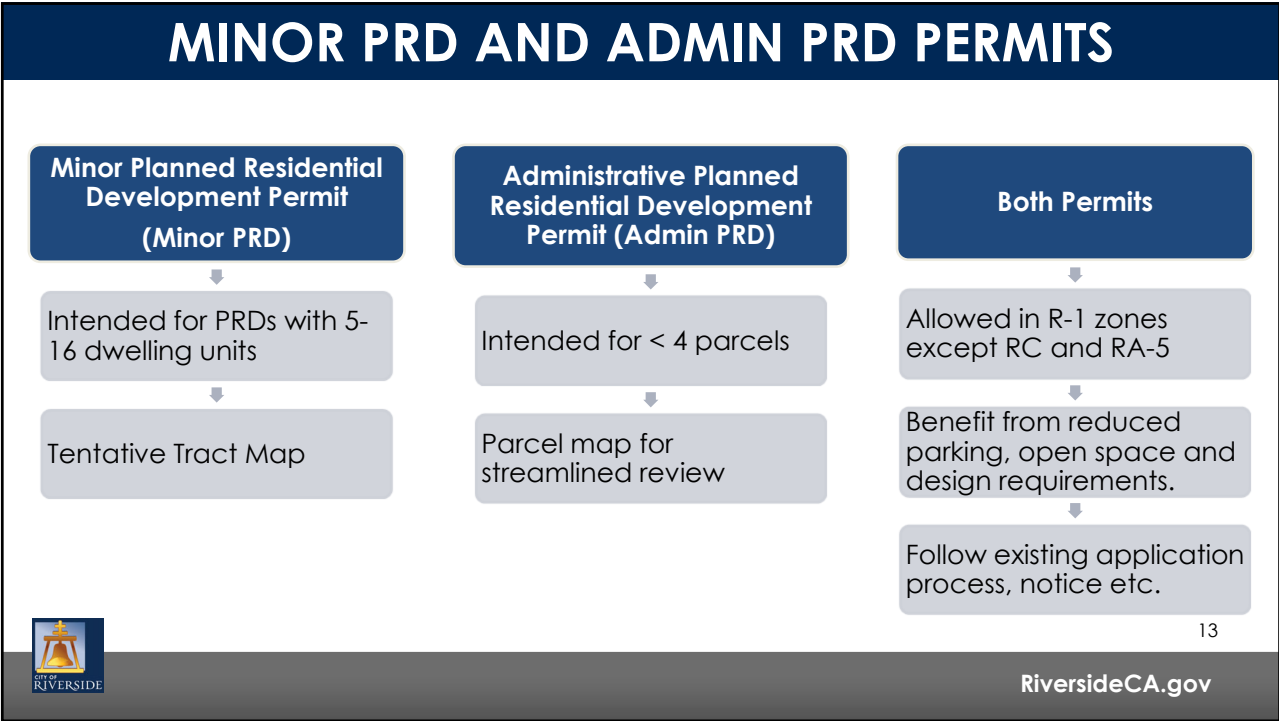 MINOR PRD AND ADMIN PRD PERMITS
Minor Planned Residential
Development Permit
(Minor PRD)
Intended for PRDs with 5-
16 dwelling units
Tentative Tract Map
Administrative Planned
Residential Development
Permit (Admin PRD)
Intended for < 4 parcels
Parcel map for
streamlined review
Both Permits
Allowed in R-1 zones
except RC and RA-5
Benefit from reduced
parking, open space and
design requirements.
Follow existing application
process, notice etc.
13
CITY OF
RIVERSIDE
RiversideCA.gov